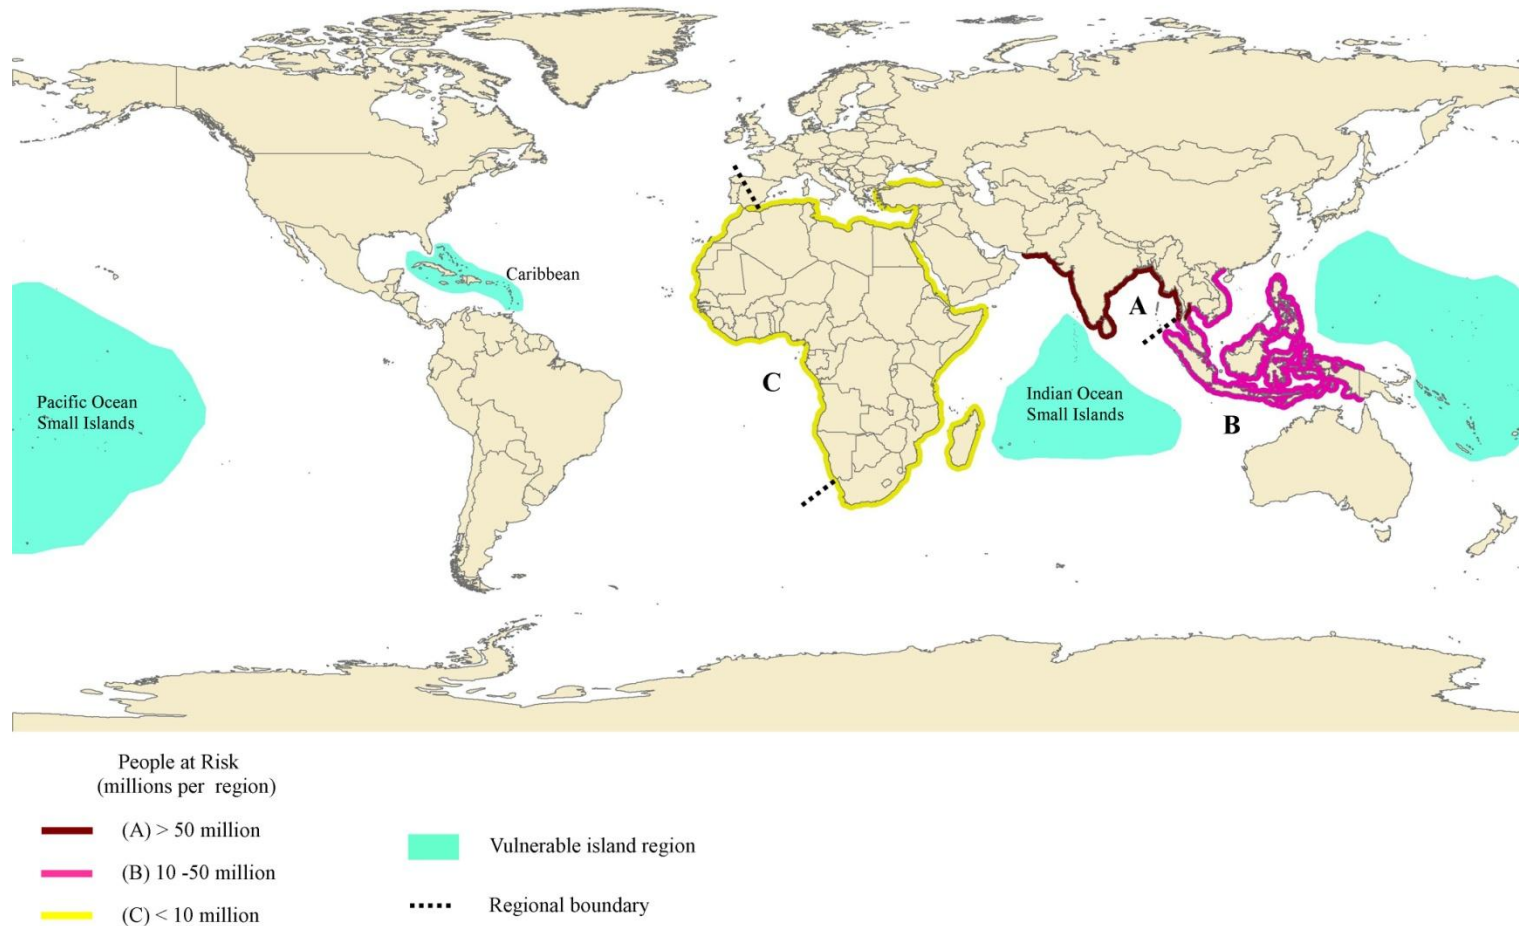 Caribbean
A
Pacific Ocean
Small Islands
C
Indian Ocean
Small Islands
B
People at Risk
(millions per region)
(A) > 50 million
(B) 10 -50 million
(C) < 10 million
Vulnerable island region
Regional boundary